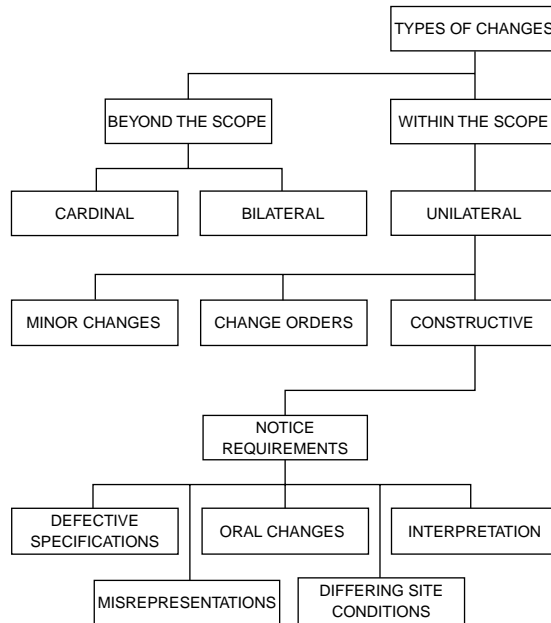 TYPES OF CHANGES
BEYOND THE SCOPE
WITHIN THE SCOPE
CARDINAL
BILATERAL
UNILATERAL
MINOR CHANGES
CHANGE ORDERS
CONSTRUCTIVE
NOTICE
REQUIREMENTS
DEFECTIVE
SPECIFICATIONS
ORAL CHANGES
INTERPRETATION
MISREPRESENTATIONS
DIFFERING SITE
CONDITIONS